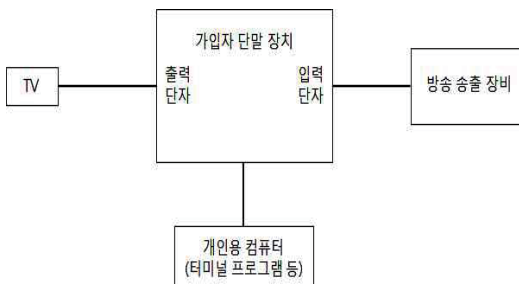 가입자 단말 장치
출력
단자
입력
단자
TV
방송 송출 장비
개인용 컴퓨터
(터미널 프로그램 등)